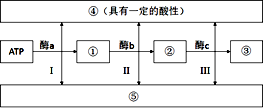 ④（具有一定的酸性）
酶a 酶b 酶c
ATP ① ② ③
Ⅰ Ⅱ Ⅲ
⑤